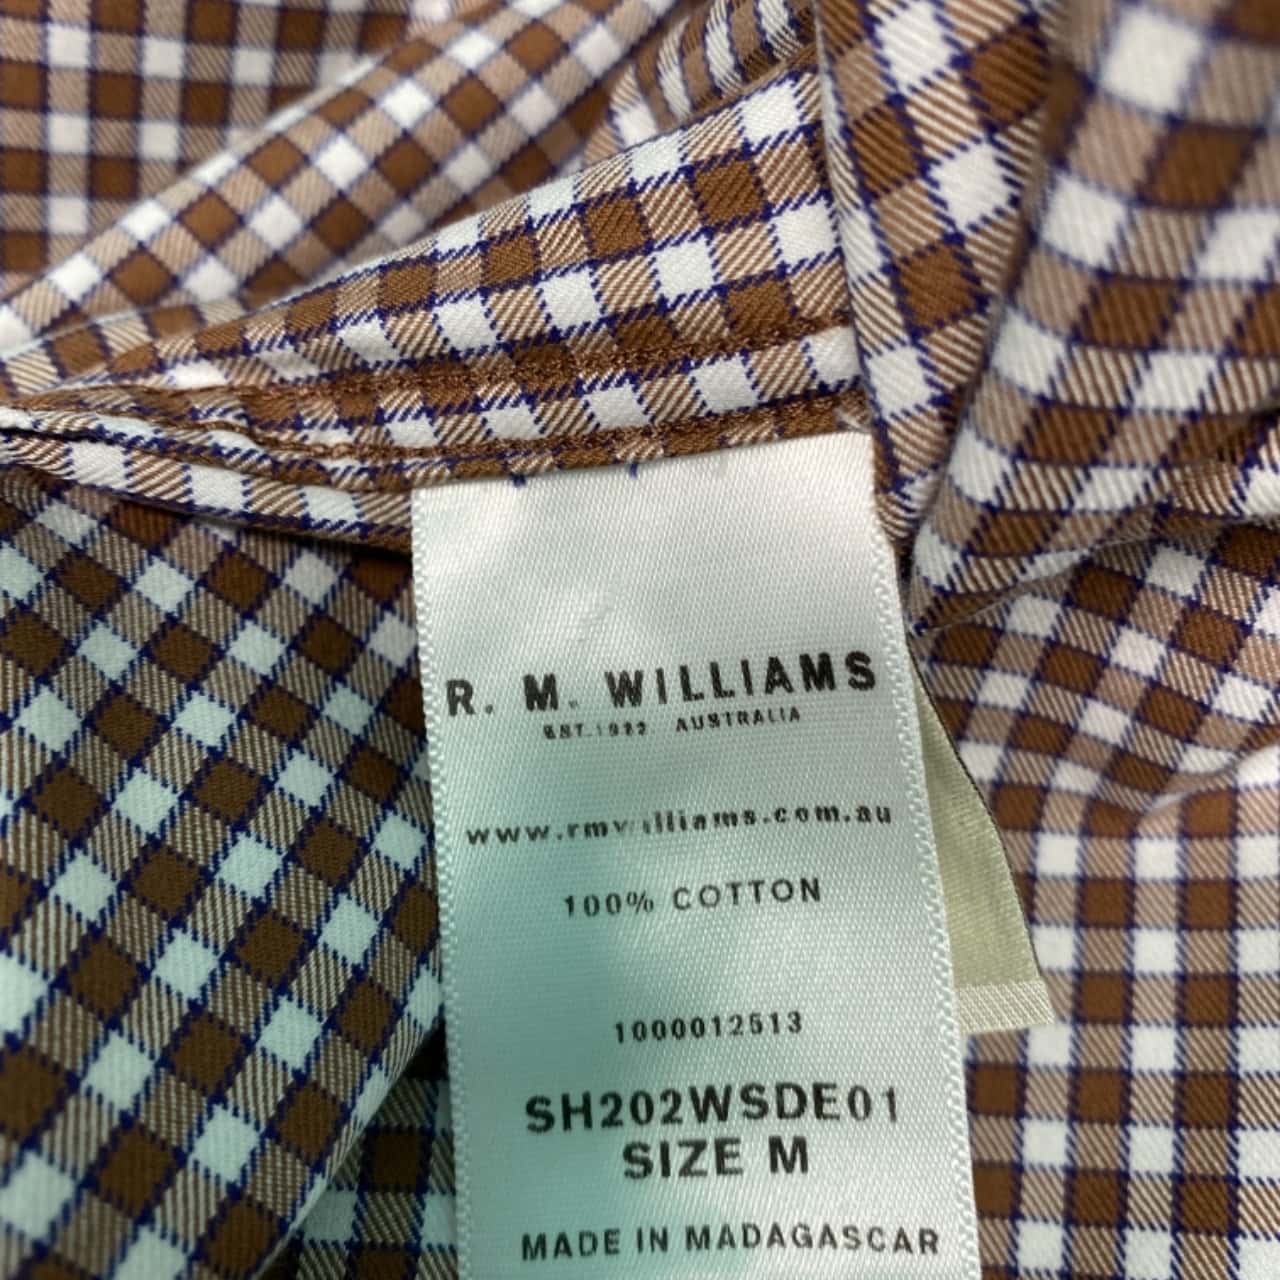 R. M. WILLIAMS
EST. 1932 AUSTRALIA
www.rmwilliams.com.au
100% COTTON
1000012513
SH202WSDE01
SIZE M
MADE IN MADAGASCAR